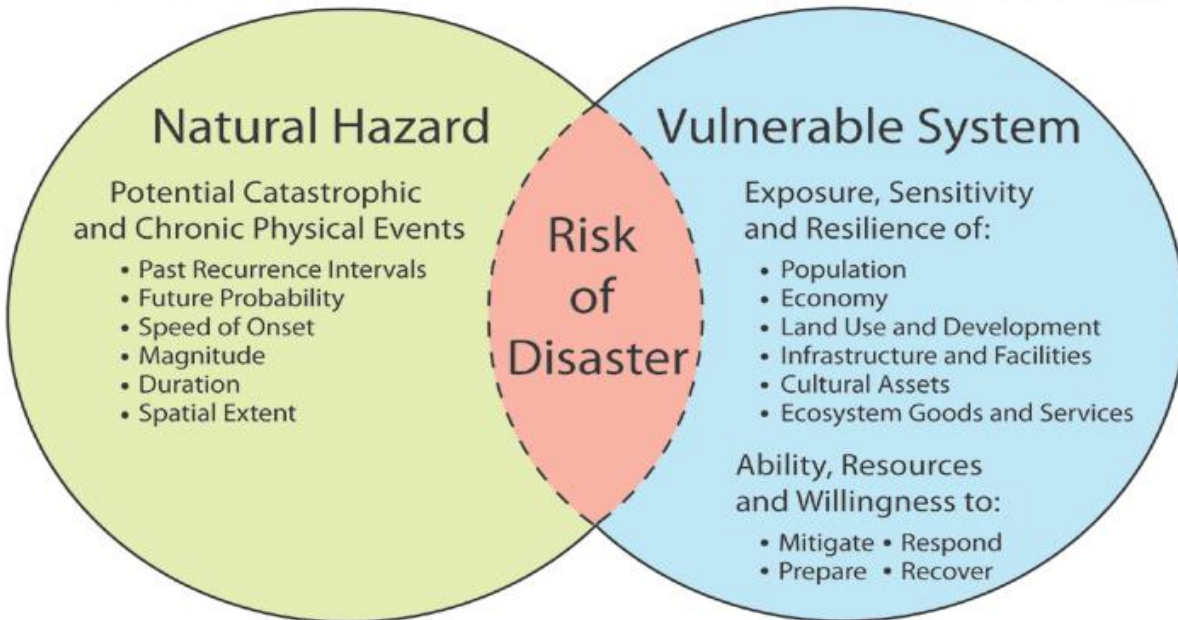 Natural Hazard
Potential Catastrophic
and Chronic Physical Events
• Past Recurrence Intervals
• Future Probability
• Speed of Onset
• Magnitude
• Duration
• Spatial Extent
Risk
of
Disaster
Vulnerable System
Exposure, Sensitivity
and Resilience of:
• Population
• Economy
• Land Use and Development
• Infrastructure and Facilities
• Cultural Assets
• Ecosystem Goods and Services
Ability, Resources
and Willingness to:
• Mitigate • Respond
• Prepare • Recover